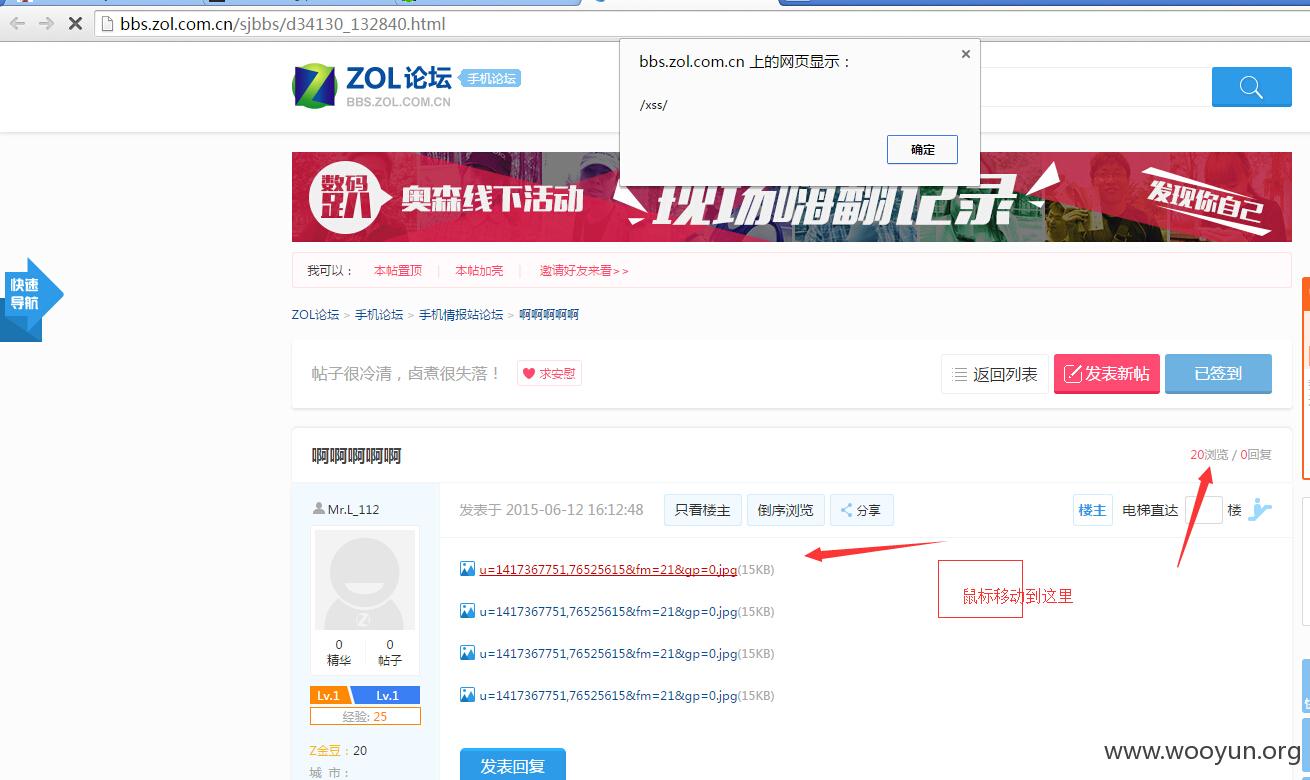 bbs.zol.com.cn/sjbbs/d34130_132840.html
bbs.zol.com.cn 上的网页显示：
/xss/
确定
ZOL论坛 手机论坛
BBS.ZOL.COM.CN
数码达人 奥森线下活动 现场嗨翻记录 发现你自己
快速导航
我可以： 本帖置顶 | 本帖加亮 | 邀请好友来看>>
ZOL论坛 > 手机论坛 > 手机情报站论坛 > 啊啊啊啊啊
帖子很冷清，卤煮很失落！ 求安慰 返回列表 发表新帖 已签到
啊啊啊啊啊 20浏览 / 0回复
Mr.L_112 发表于 2015-06-12 16:12:48 只看楼主 倒序浏览 分享 楼主 电梯直达 楼
u=1417367751,76525615&fm=21&gp=0.jpg(15KB)
鼠标移动到这里
u=1417367751,76525615&fm=21&gp=0.jpg(15KB)
u=1417367751,76525615&fm=21&gp=0.jpg(15KB)
u=1417367751,76525615&fm=21&gp=0.jpg(15KB)
0 0
精华 帖子
Lv.1 Lv.1
经验: 25
Z金豆： 20
城 市：
发表回复
www.wooyun.org